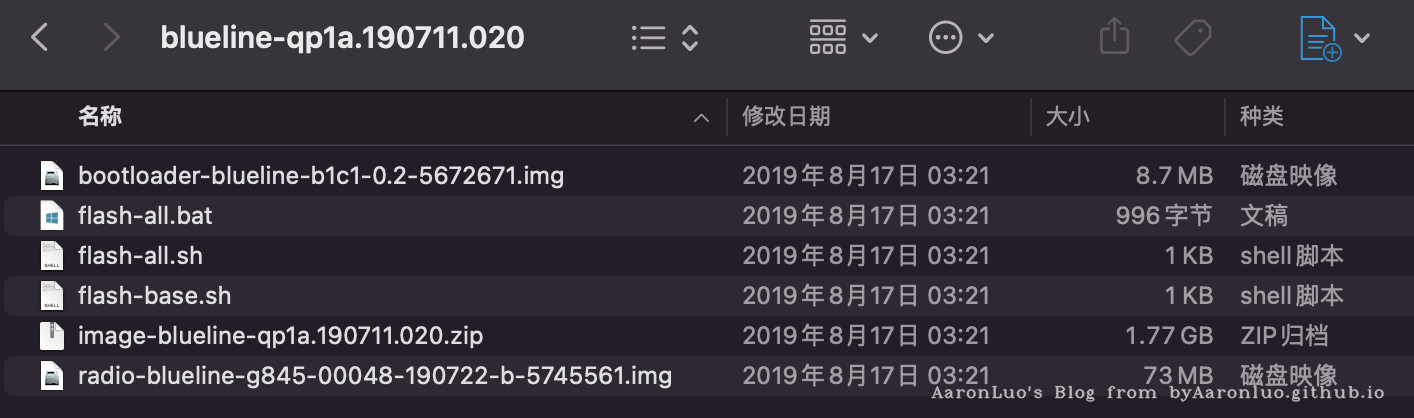 blueline-qp1a.190711.020
名称 修改日期 大小 种类
bootloader-blueline-b1c1-0.2-5672671.img 2019年8月17日 03:21 8.7 MB 磁盘映像
flash-all.bat 2019年8月17日 03:21 996字节 文稿
flash-all.sh 2019年8月17日 03:21 1 KB shell脚本
flash-base.sh 2019年8月17日 03:21 1 KB shell脚本
image-blueline-qp1a.190711.020.zip 2019年8月17日 03:21 1.77 GB ZIP归档
radio-blueline-g845-00048-190722-b-5745561.img 2019年8月17日 03:21 73 MB 磁盘映像
AaronLuo's Blog from byAaronluo.github.io